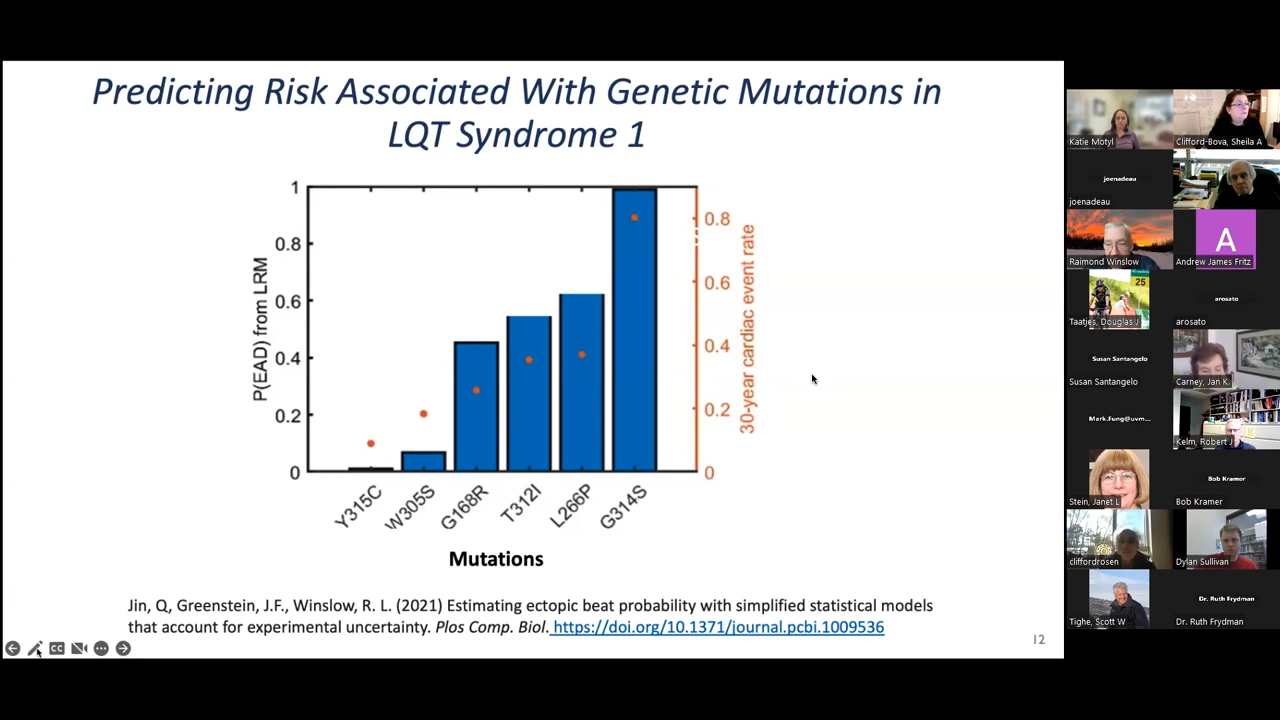 Predicting Risk Associated With Genetic Mutations in
LQT Syndrome 1
P(EAD) from LRM
1
0.8
0.6
0.4
0.2
0
0.8
0.6
0.4
0.2
0
30-year cardiac event rate
Y315C
W305S
G168R
T312I
L266P
G314S
Mutations
Jin, Q, Greenstein, J.F., Winslow, R. L. (2021) Estimating ectopic beat probability with simplified statistical models
that account for experimental uncertainty. Plos Comp. Biol. https://doi.org/10.1371/journal.pcbi.1009536
12
CC
Katie Motyl
Clifford-Bova, Sheila A
joenadeau
joenadeau
Raimond Winslow
A
Andrew James Fritz
25
Taatjes, Douglas J
arosato
arosato
Susan Santangelo
Susan Santangelo
Carney, Jan K.
Mark.Fung@uvm...
Kelm, Robert J
Stein, Janet L
Bob Kramer
Bob Kramer
cliffordrosen
Dylan Sullivan
Tighe, Scott W
Dr. Ruth Frydman
Dr. Ruth Frydman